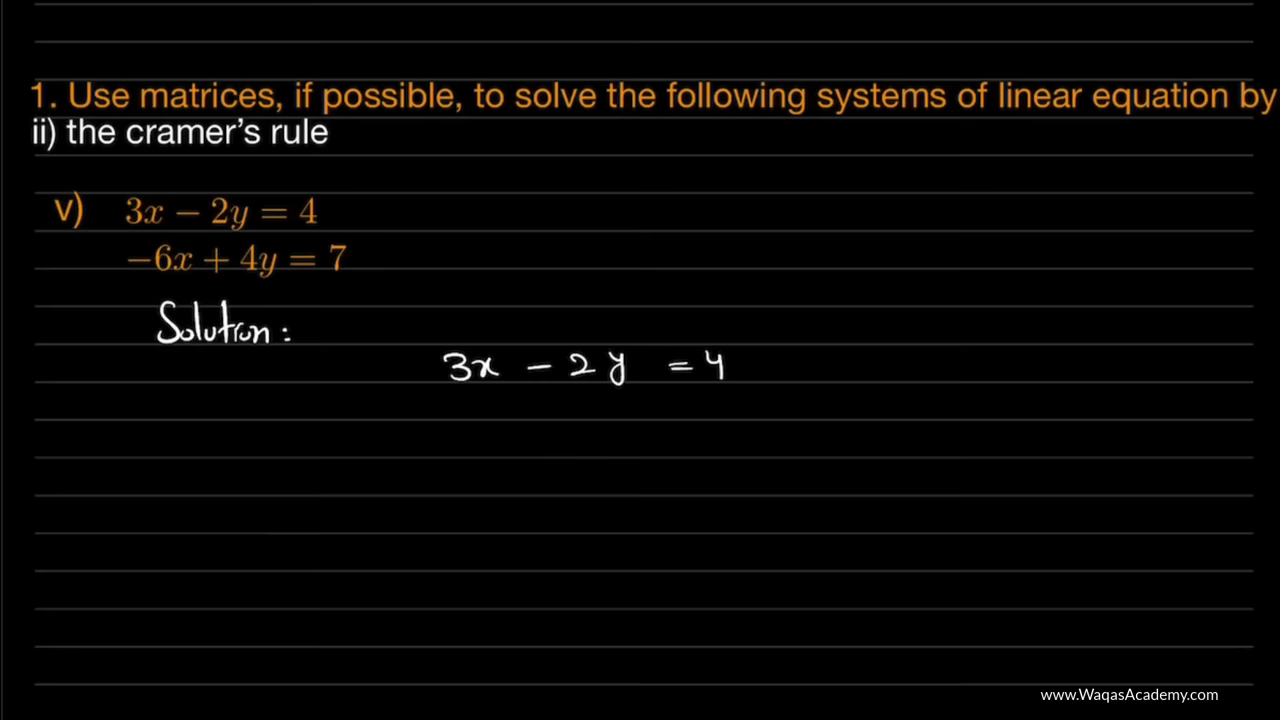 1. Use matrices, if possible, to solve the following systems of linear equation by
ii) the cramer's rule
v) 3x − 2y = 4
−6x + 4y = 7
Solution:
3x − 2y = 4
www.WaqasAcademy.com